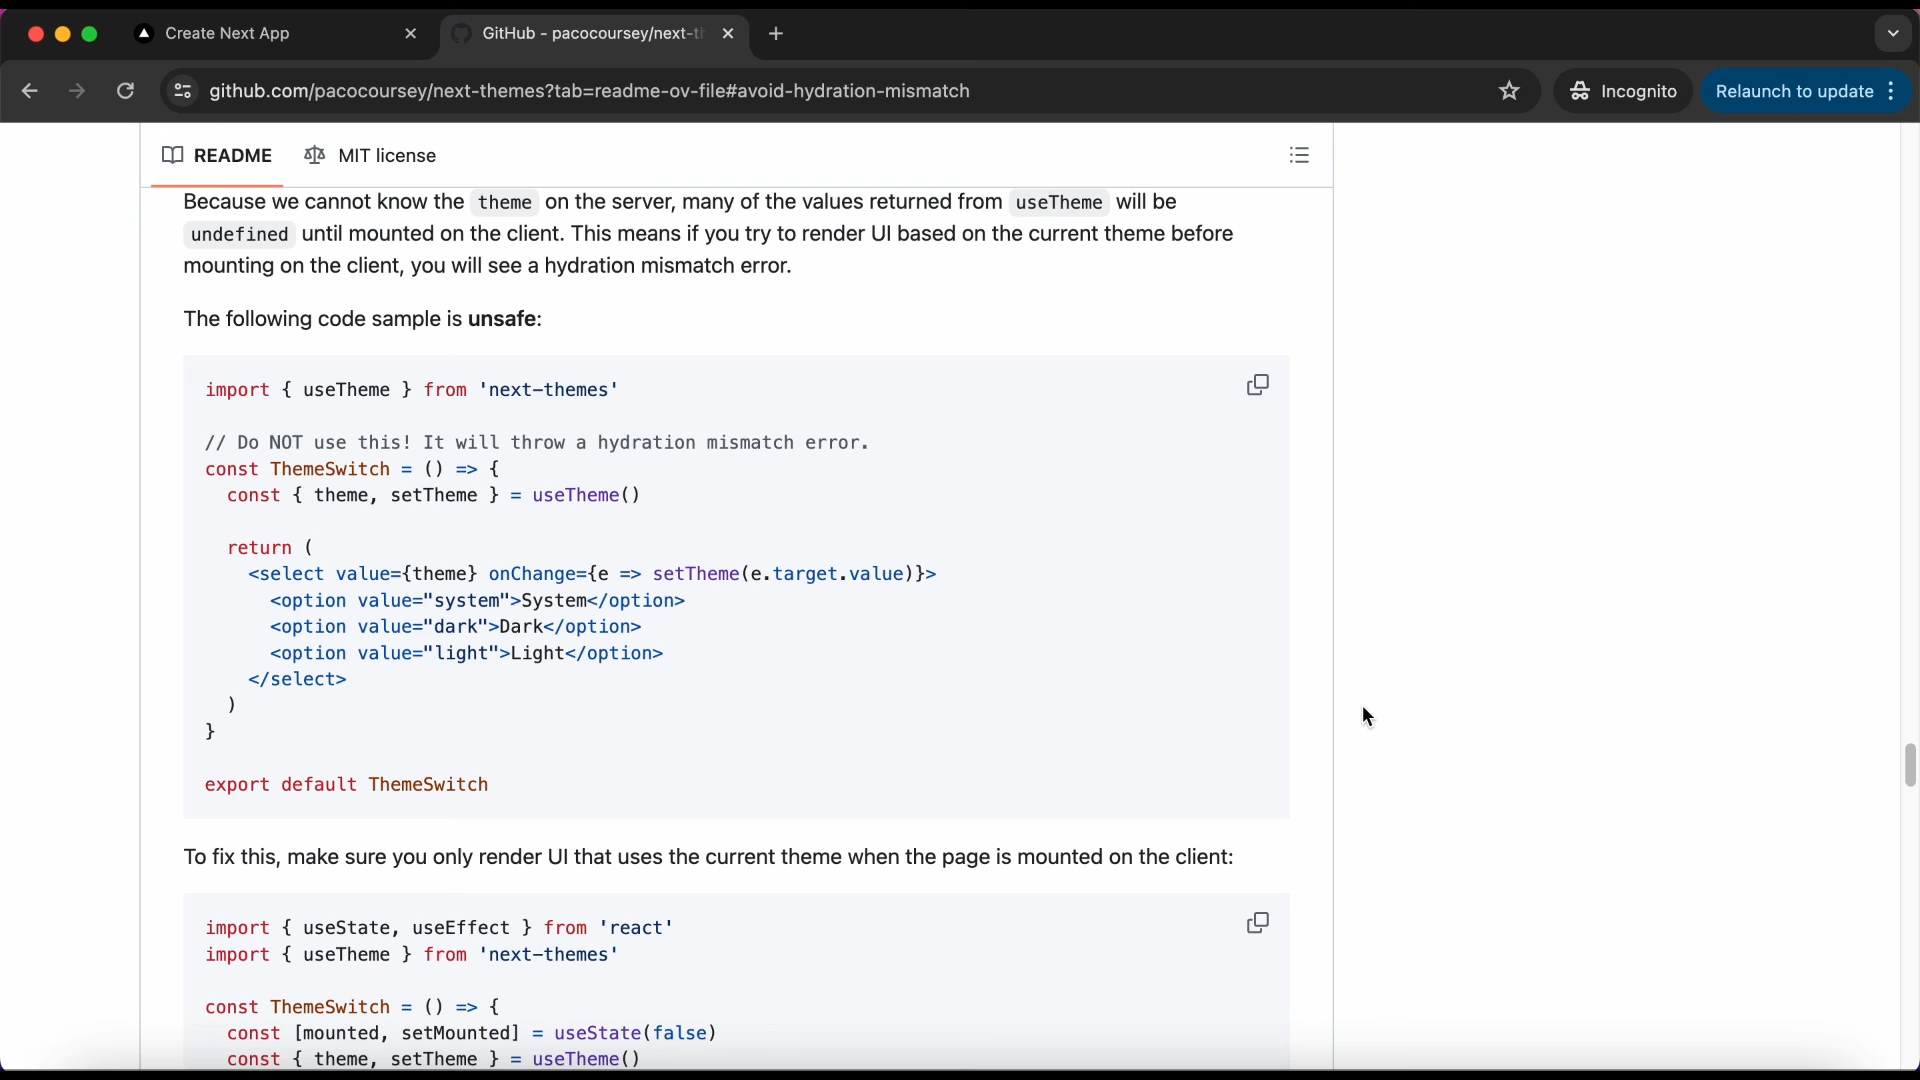 Create Next App
GitHub - pacocoursey/next-th
github.com/pacocoursey/next-themes?tab=readme-ov-file#avoid-hydration-mismatch
Incognito
Relaunch to update
README
MIT license
Because we cannot know the theme on the server, many of the values returned from useTheme will be
undefined until mounted on the client. This means if you try to render UI based on the current theme before
mounting on the client, you will see a hydration mismatch error.
The following code sample is unsafe:
import { useTheme } from 'next-themes'
// Do NOT use this! It will throw a hydration mismatch error.
const ThemeSwitch = () => {
  const { theme, setTheme } = useTheme()
  return (
    <select value={theme} onChange={e => setTheme(e.target.value)}>
      <option value="system">System</option>
      <option value="dark">Dark</option>
      <option value="light">Light</option>
    </select>
  )
}
export default ThemeSwitch
To fix this, make sure you only render UI that uses the current theme when the page is mounted on the client:
import { useState, useEffect } from 'react'
import { useTheme } from 'next-themes'
const ThemeSwitch = () => {
  const [mounted, setMounted] = useState(false)
  const { theme, setTheme } = useTheme()